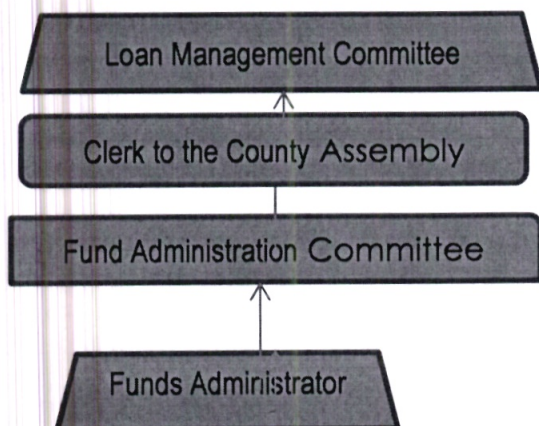 Loan Management Committee
Clerk to the County Assembly
Fund Administration Committee
Funds Administrator